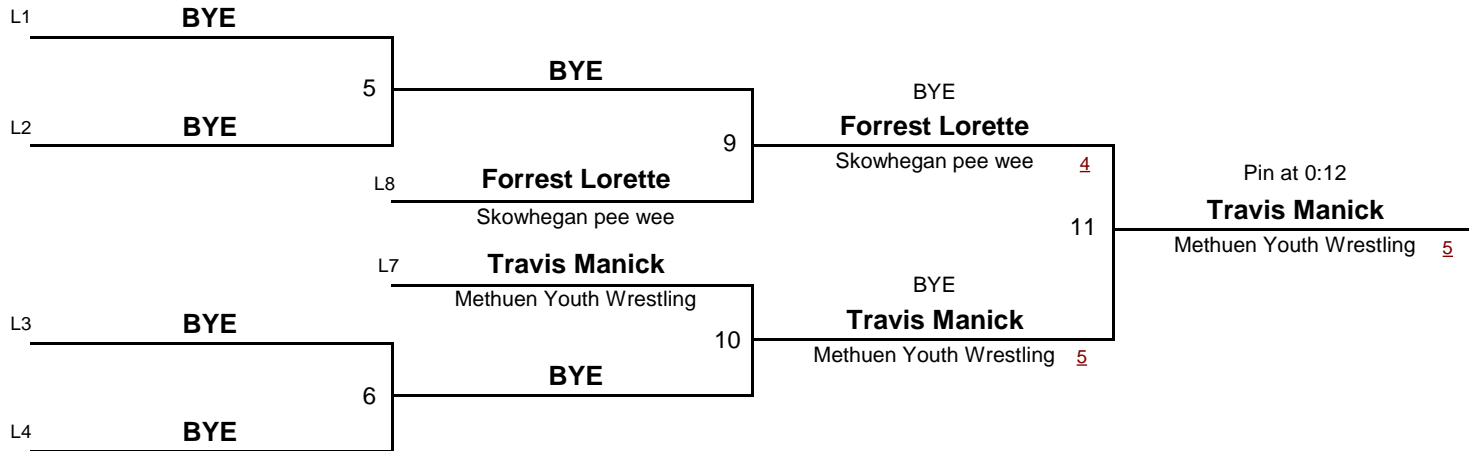 L1 BYE
5 BYE
L2 BYE
BYE
Forrest Lorette
Skowhegan pee wee 4
9
L8 Forrest Lorette
Skowhegan pee wee
Pin at 0:12
Travis Manick
Methuen Youth Wrestling 5
11
L7 Travis Manick
Methuen Youth Wrestling
BYE
Travis Manick
Methuen Youth Wrestling 5
10
L3 BYE
6 BYE
L4 BYE